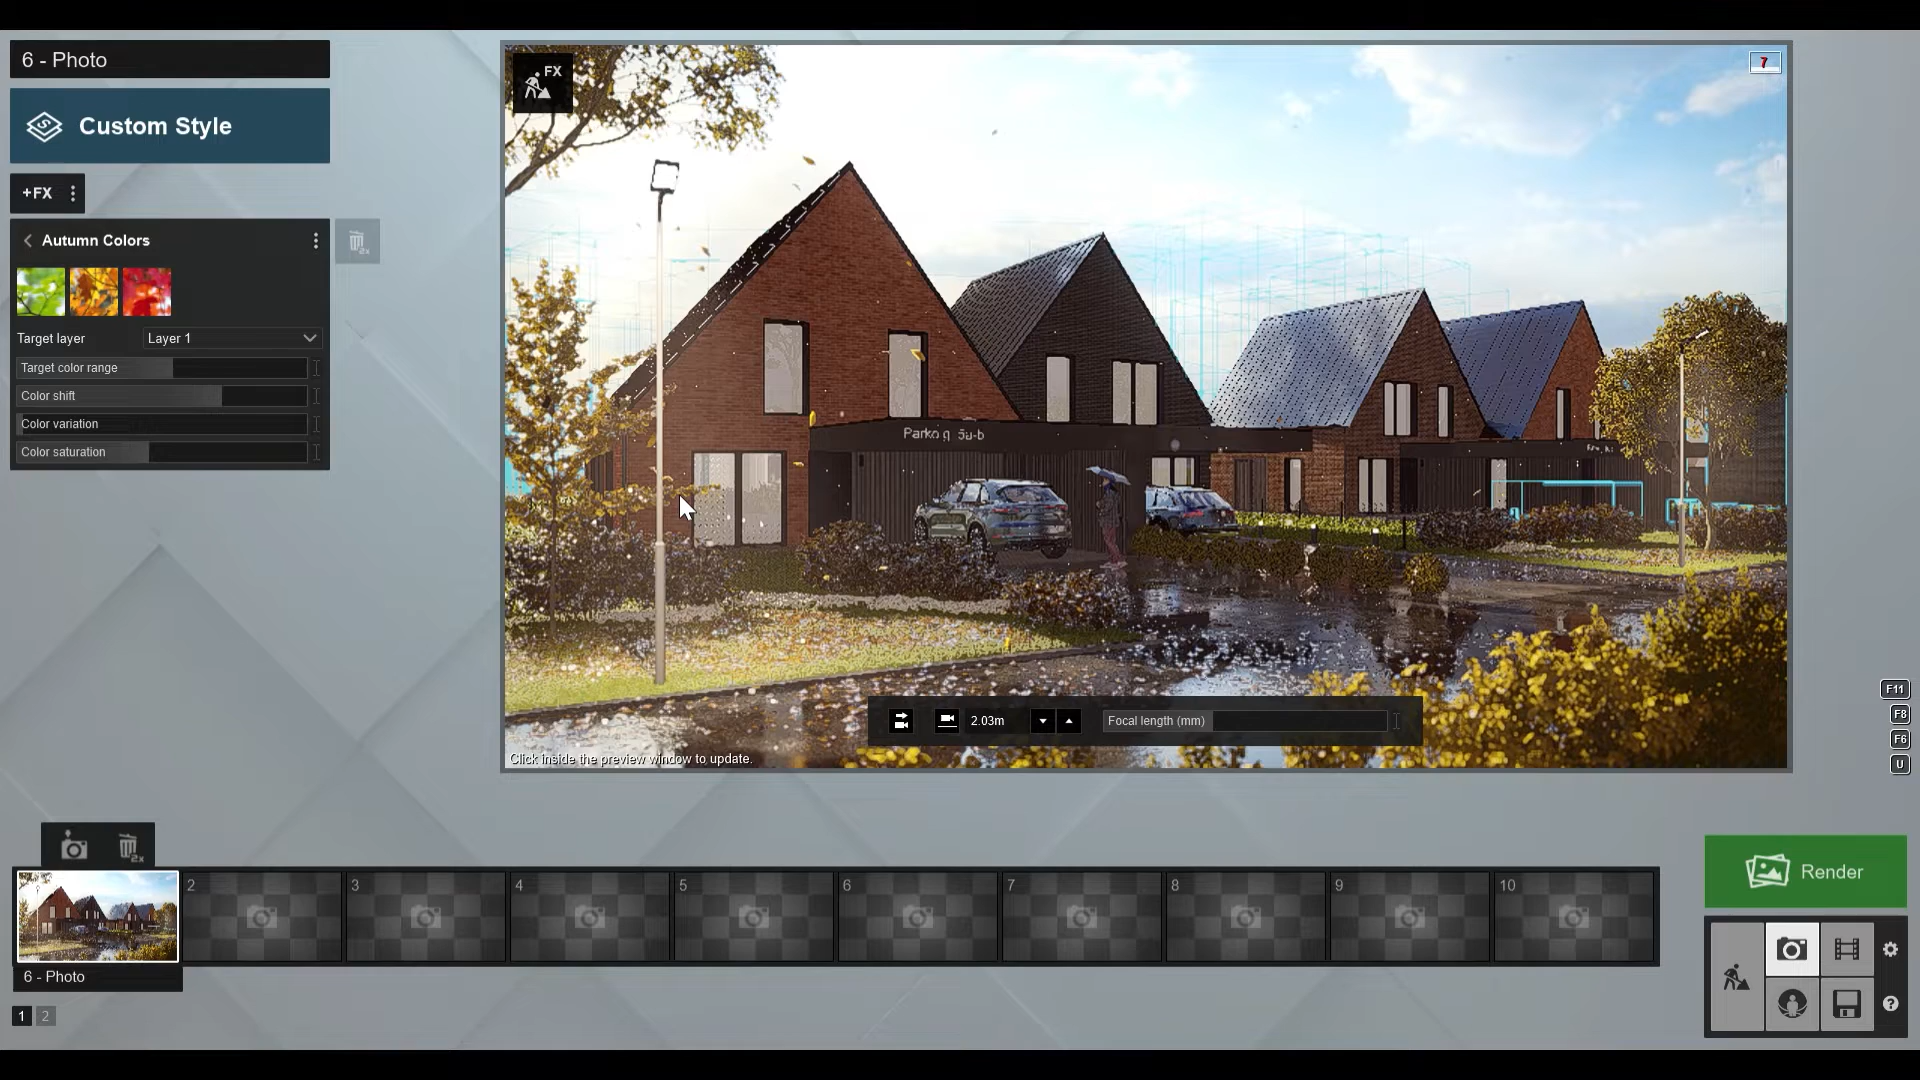 6 - Photo
Custom Style
+FX
Autumn Colors
Target layer
Layer 1
Target color range
Color shift
Color variation
Color saturation
FX
7
2.03m
Focal length (mm)
Click inside the preview window to update.
F11
F8
F6
U
2
3
4
5
6
7
8
9
10
6 - Photo
1
2
Render